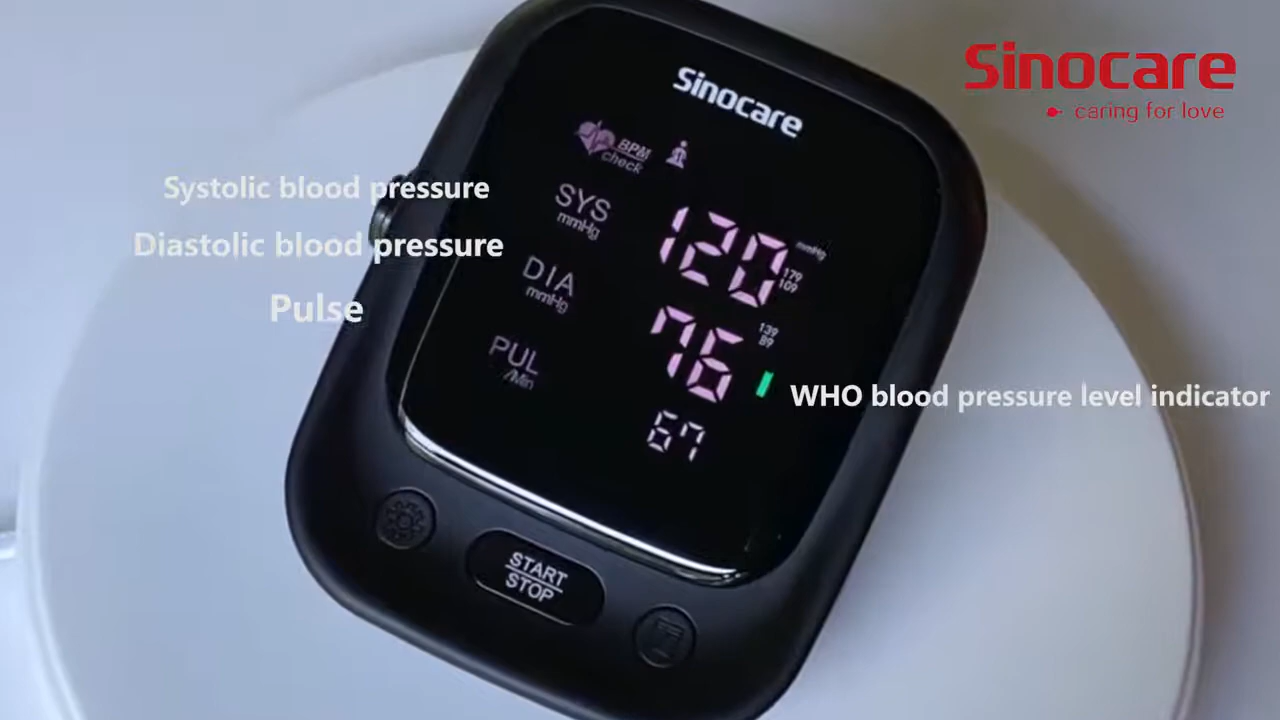 Sinocare
caring for love
Sinocare
BPM
check
Systolic blood pressure
SYS
mmHg
120
mmHg
179
109
Diastolic blood pressure
DIA
mmHg
76
139
89
Pulse
PUL
/Min
67
WHO blood pressure level indicator
START
STOP